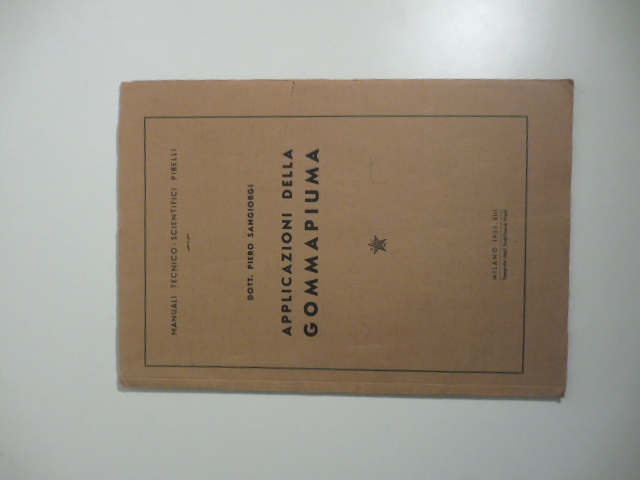 MANUALI TECNICO-SCIENTIFICI PIRELLI
DOTT. PIERO SANGIORGI
APPLICAZIONI DELLA
GOMMAPIUMA
MILANO 1935-XIII